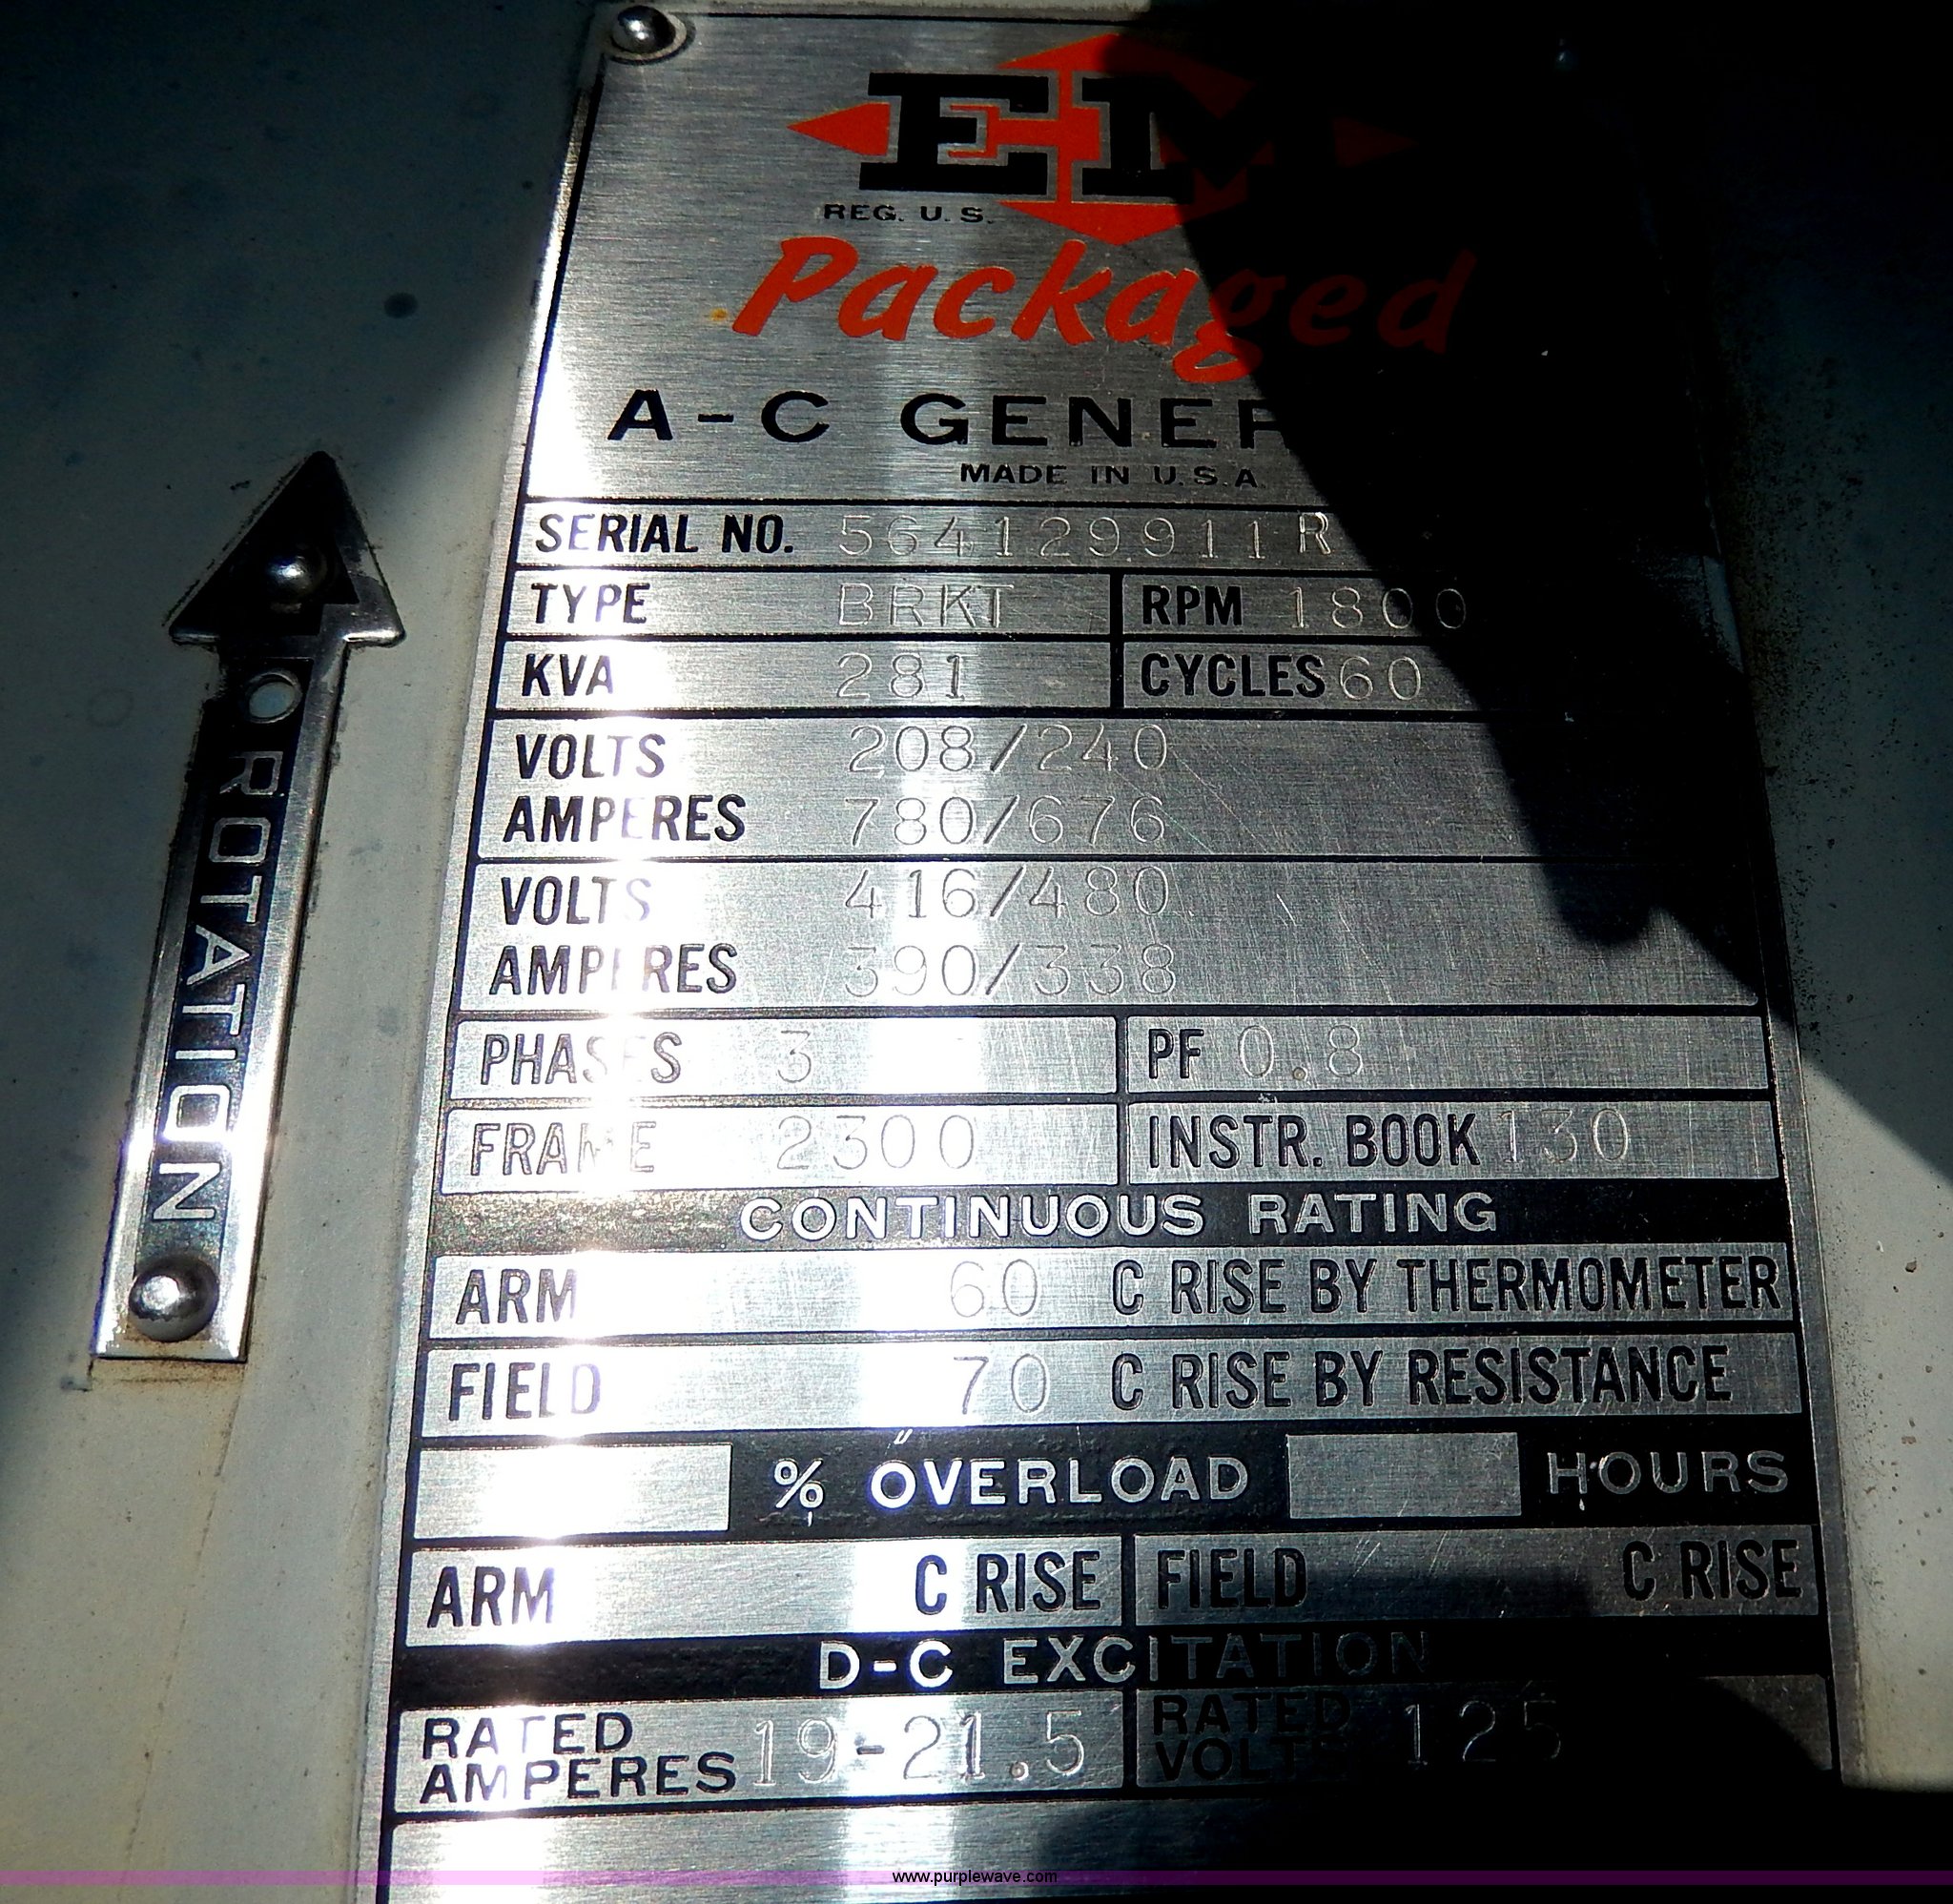 EM
REG. U. S.
Packaged
A-C GENER
MADE IN U.S.A.
SERIAL NO. 564129911R
TYPE BRKT RPM 1800
KVA 281 CYCLES 60
VOLTS 208/240
AMPERES 780/676
VOLTS 416/480
AMPERES 390/338
PHASES 3 PF 0.8
FRAME 2300 INSTR. BOOK 130
CONTINUOUS RATING
ARM 60 C RISE BY THERMOMETER
FIELD 70 C RISE BY RESISTANCE
% OVERLOAD HOURS
ARM C RISE FIELD C RISE
D-C EXCITATION
RATED AMPERES 19-21.5 RATED VOLTS 125
ROTATION
www.purplewave.com